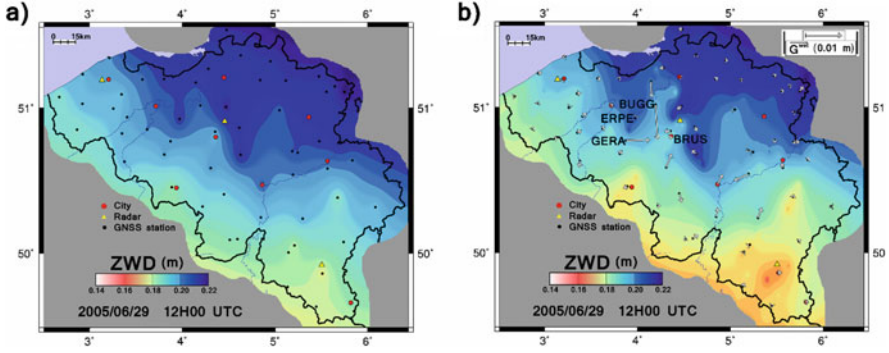 a)
0 15km
51°
50°
City
Radar
GNSS station
ZWD (m)
0.14 0.16 0.18 0.20 0.22
2005/06/29 12H00 UTC
3° 4° 5° 6°
b)
0 15km
G^wet (0.01 m)
51°
50°
BUGG
ERPE
GERA
BRUS
City
Radar
GNSS station
ZWD (m)
0.14 0.16 0.18 0.20 0.22
2005/06/29 12H00 UTC
3° 4° 5° 6°